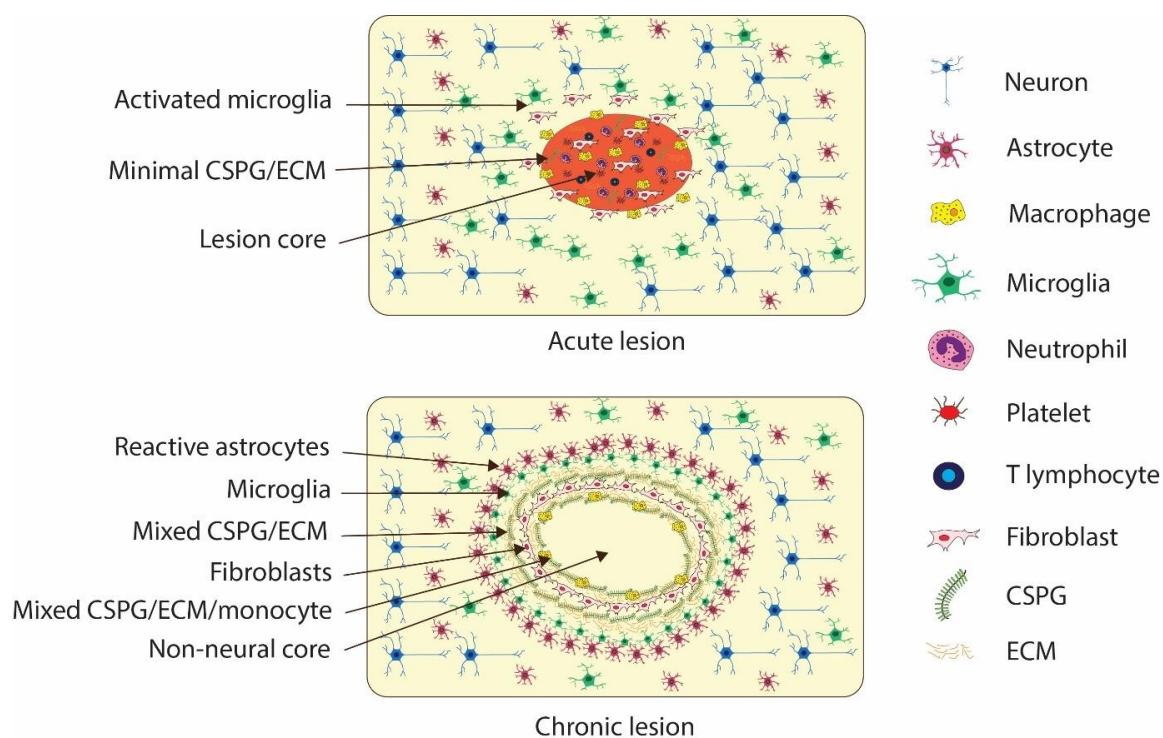 Activated microglia
Minimal CSPG/ECM
Lesion core
Acute lesion
Reactive astrocytes
Microglia
Mixed CSPG/ECM
Fibroblasts
Mixed CSPG/ECM/monocyte
Non-neural core
Chronic lesion
Neuron
Astrocyte
Macrophage
Microglia
Neutrophil
Platelet
T lymphocyte
Fibroblast
CSPG
ECM